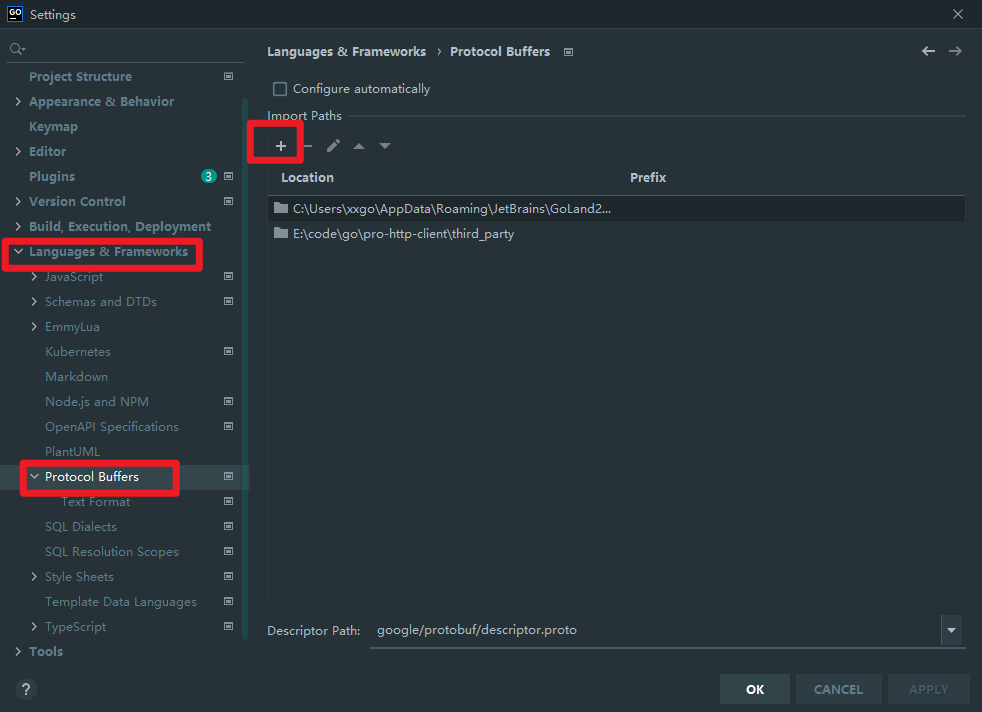 GO
Settings
Languages & Frameworks › Protocol Buffers
Project Structure
Appearance & Behavior
Keymap
Editor
Plugins 3
Version Control
Build, Execution, Deployment
Languages & Frameworks
JavaScript
Schemas and DTDs
EmmyLua
Kubernetes
Markdown
Node.js and NPM
OpenAPI Specifications
PlantUML
Protocol Buffers
Text Format
SQL Dialects
SQL Resolution Scopes
Style Sheets
Template Data Languages
TypeScript
Tools
?
Configure automatically
Import Paths
Location Prefix
C:\Users\xxgo\AppData\Roaming\JetBrains\GoLand2...
E:\code\go\pro-http-client\third_party
Descriptor Path: google/protobuf/descriptor.proto
OK CANCEL APPLY